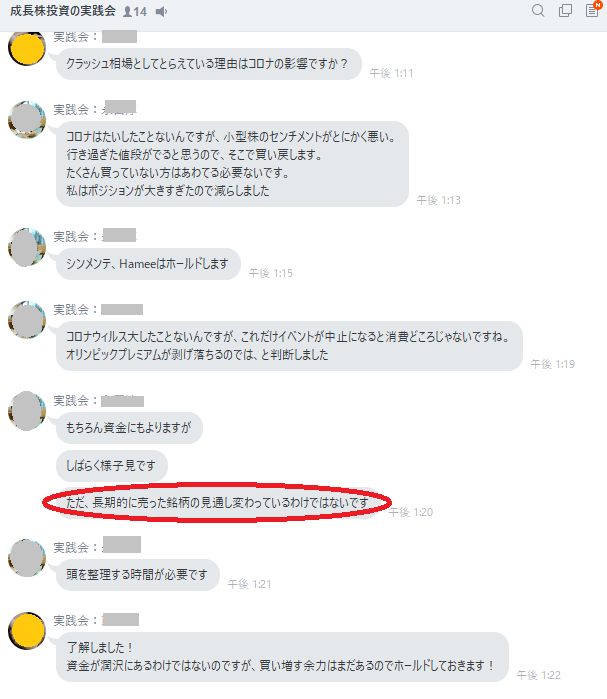 成長株投資の実践会 14
N
実践会：
クラッシュ相場としてとらえている理由はコロナの影響ですか？
午後 1:11
実践会：
コロナはたいしたことないんですが、小型株のセンチメントがとにかく悪い。
行き過ぎた値段がでると思うので、そこで買い戻します。
たくさん買っていない方はあわてる必要ないです。
私はポジションが大きすぎたので減らしました
午後 1:13
実践会：
シンメンテ、Hameeはホールドします
午後 1:15
実践会：
コロナウィルス大したことないんですが、これだけイベントが中止になると消費どころじゃないですね。
オリンピックプレミアムが剥げ落ちるのでは、と判断しました
午後 1:19
実践会：
もちろん資金にもよりますが
しばらく様子見です
ただ、長期的に売った銘柄の見通し変わっているわけではないです
午後 1:20
実践会：
頭を整理する時間が必要です
午後 1:21
実践会：
了解しました！
資金が潤沢にあるわけではないのですが、買い増す余力はまだあるのでホールドしておきます！
午後 1:22